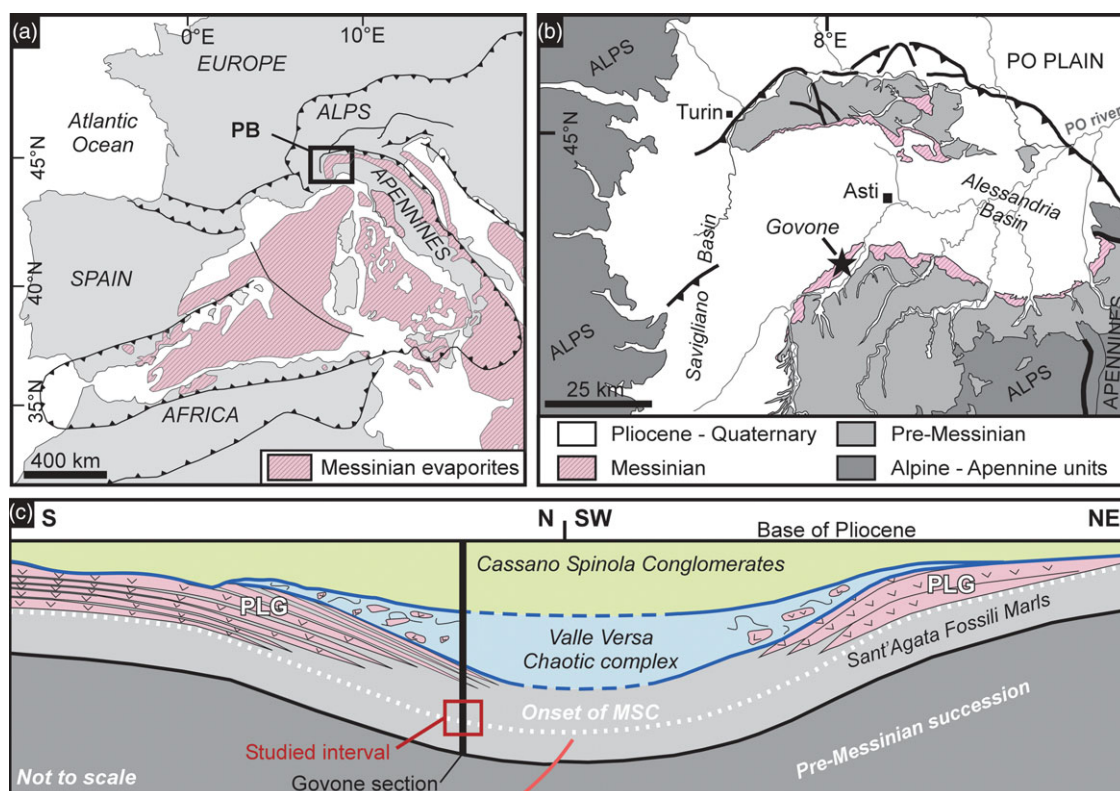 (a)
0°E
10°E
EUROPE
Atlantic
Ocean
ALPS
PB
45°N
APENNINES
SPAIN
40°N
35°N
AFRICA
400 km
Messinian evaporites
(b)
8°E
ALPS
PO PLAIN
Turin
45°N
PO river
Asti
Alessandria
Basin
Govone
Savigliano Basin
ALPS
ALPS
APENNINES
25 km
Pliocene - Quaternary
Pre-Messinian
Messinian
Alpine - Apennine units
(c)
S
N
SW
NE
Base of Pliocene
Cassano Spinola Conglomerates
PLG
PLG
Valle Versa
Chaotic complex
Sant'Agata Fossili Marls
Onset of MSC
Studied interval
Govone section
Pre-Messinian succession
Not to scale